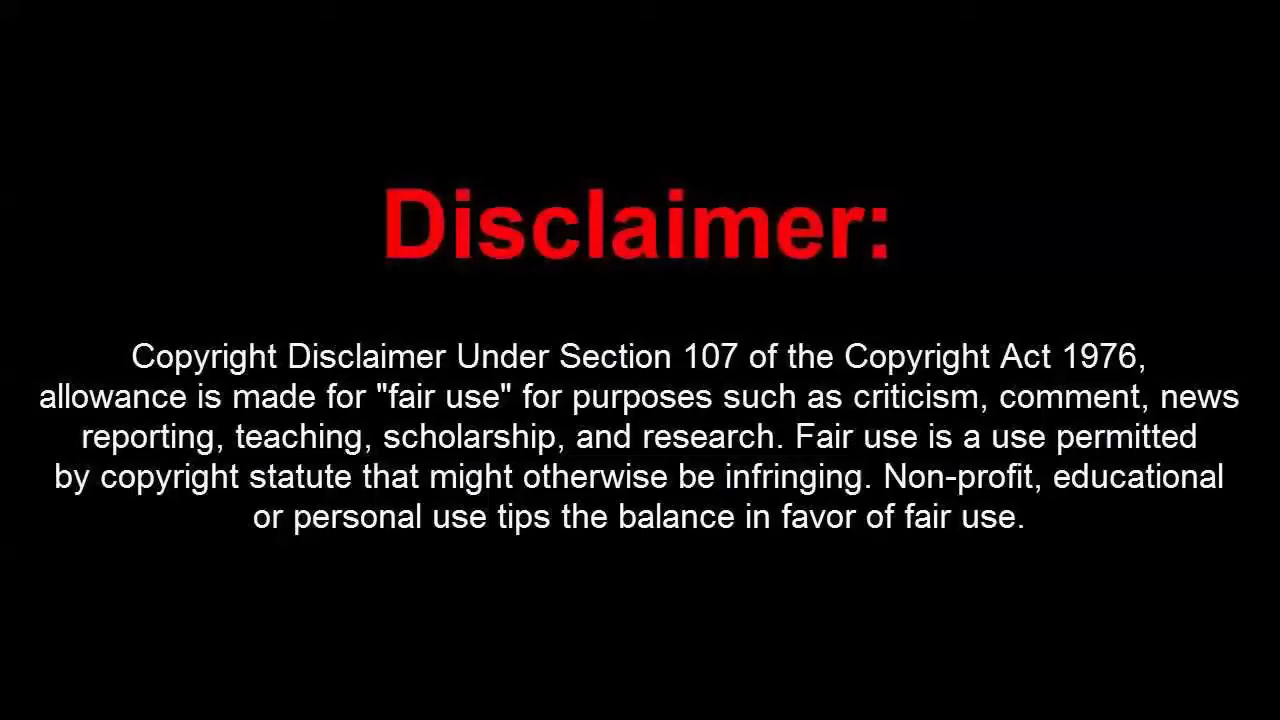 Disclaimer:
Copyright Disclaimer Under Section 107 of the Copyright Act 1976,
allowance is made for "fair use" for purposes such as criticism, comment, news
reporting, teaching, scholarship, and research. Fair use is a use permitted
by copyright statute that might otherwise be infringing. Non-profit, educational
or personal use tips the balance in favor of fair use.